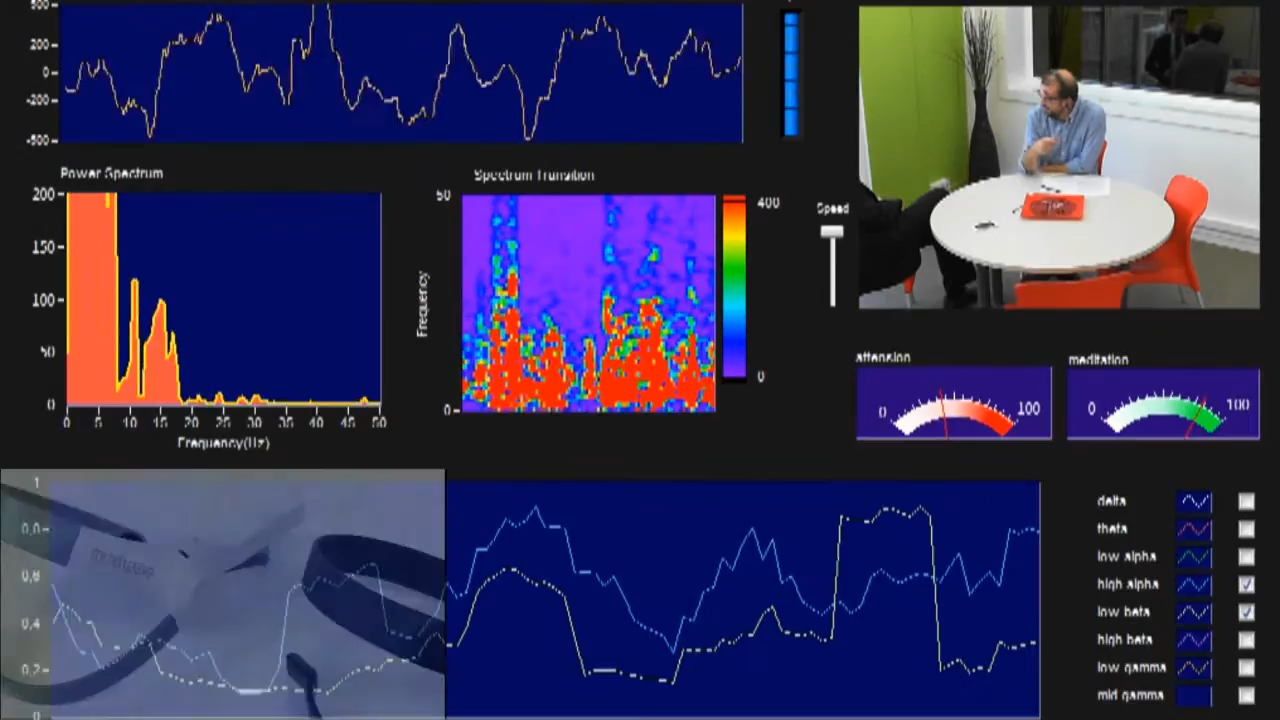 500
200
0
-200
-500
Power Spectrum
200
150
100
50
0
0 5 10 15 20 25 30 35 40 45 50
Frequency(Hz)
Spectrum Transition
50
0
Frequency
400
0
Speed
attension
0 100
meditation
0 100
1
0,8
0,6
0,4
0,2
0
delta
theta
low alpha
high alpha
low beta
high beta
low gamma
mid gamma